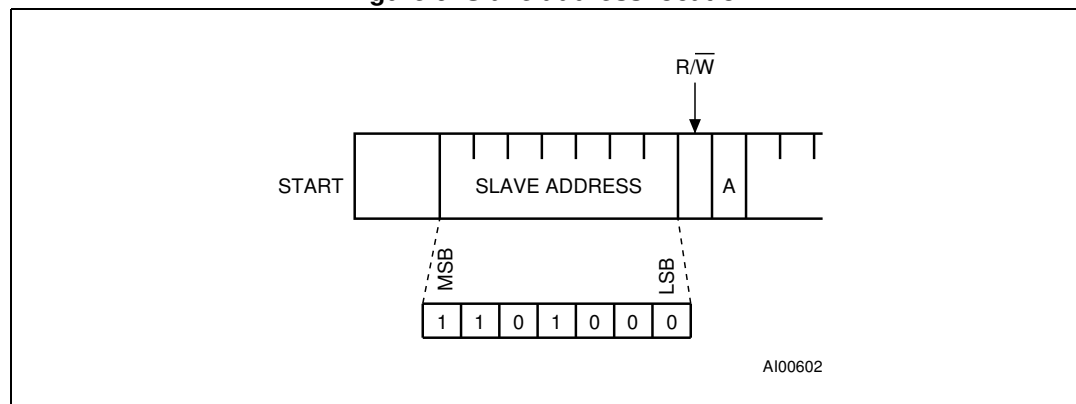 R/W̅
START
SLAVE ADDRESS
A
MSB
LSB
1 1 0 1 0 0 0
AI00602